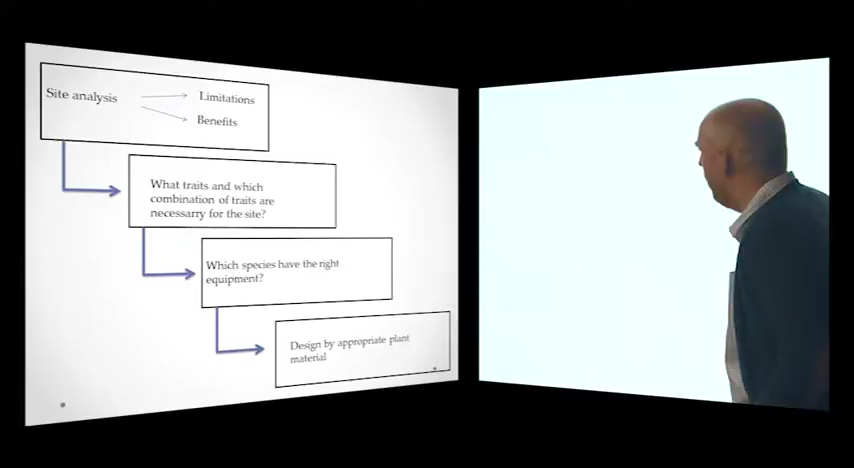 Site analysis
Limitations
Benefits
What traits and which
combination of traits are
necessarry for the site?
Which species have the right
equipment?
Design by appropriate plant
material